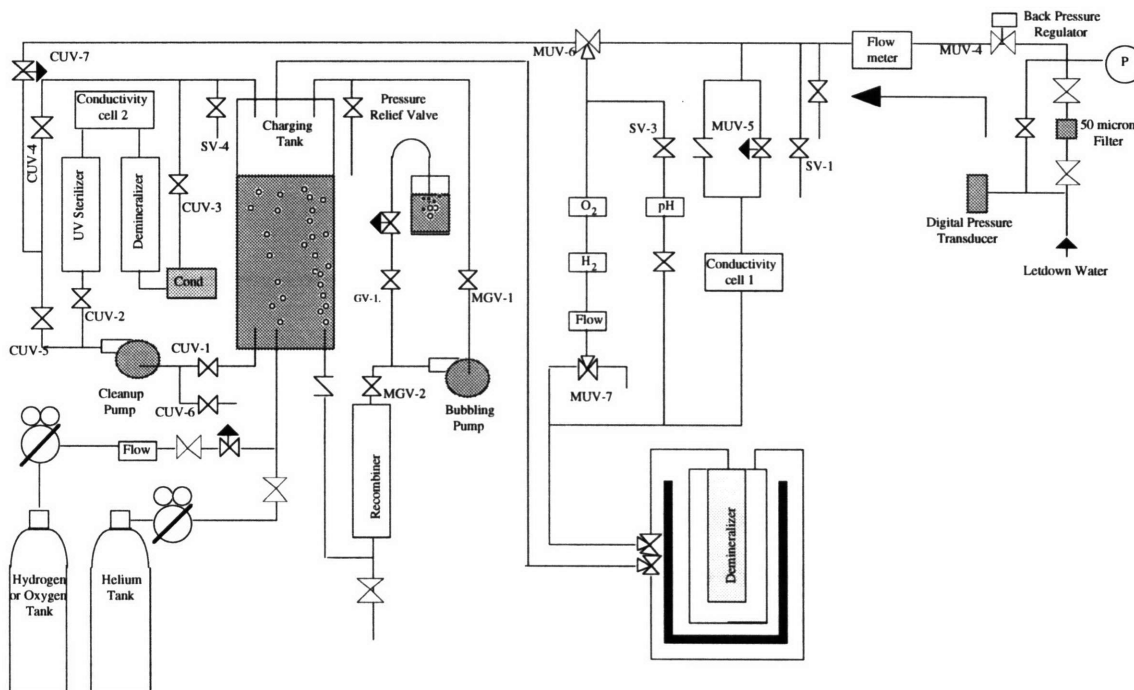 Back Pressure
Regulator
CUV-7
MUV-6
Flow
meter
MUV-4
P
Conductivity
cell 2
SV-4
Charging
Tank
Pressure
Relief Valve
SV-3
MUV-5
SV-1
50 micron
Filter
CUV-4
UV Sterilizer
Demineralizer
CUV-3
O2
pH
Digital Pressure
Transducer
Cond
H2
Conductivity
cell 1
Letdown Water
GV-1.
MGV-1
CUV-2
Flow
CUV-5
CUV-1
Cleanup
Pump
CUV-6
MGV-2
Bubbling
Pump
MUV-7
Flow
Recombiner
Demineralizer
Hydrogen
or Oxygen
Tank
Helium
Tank